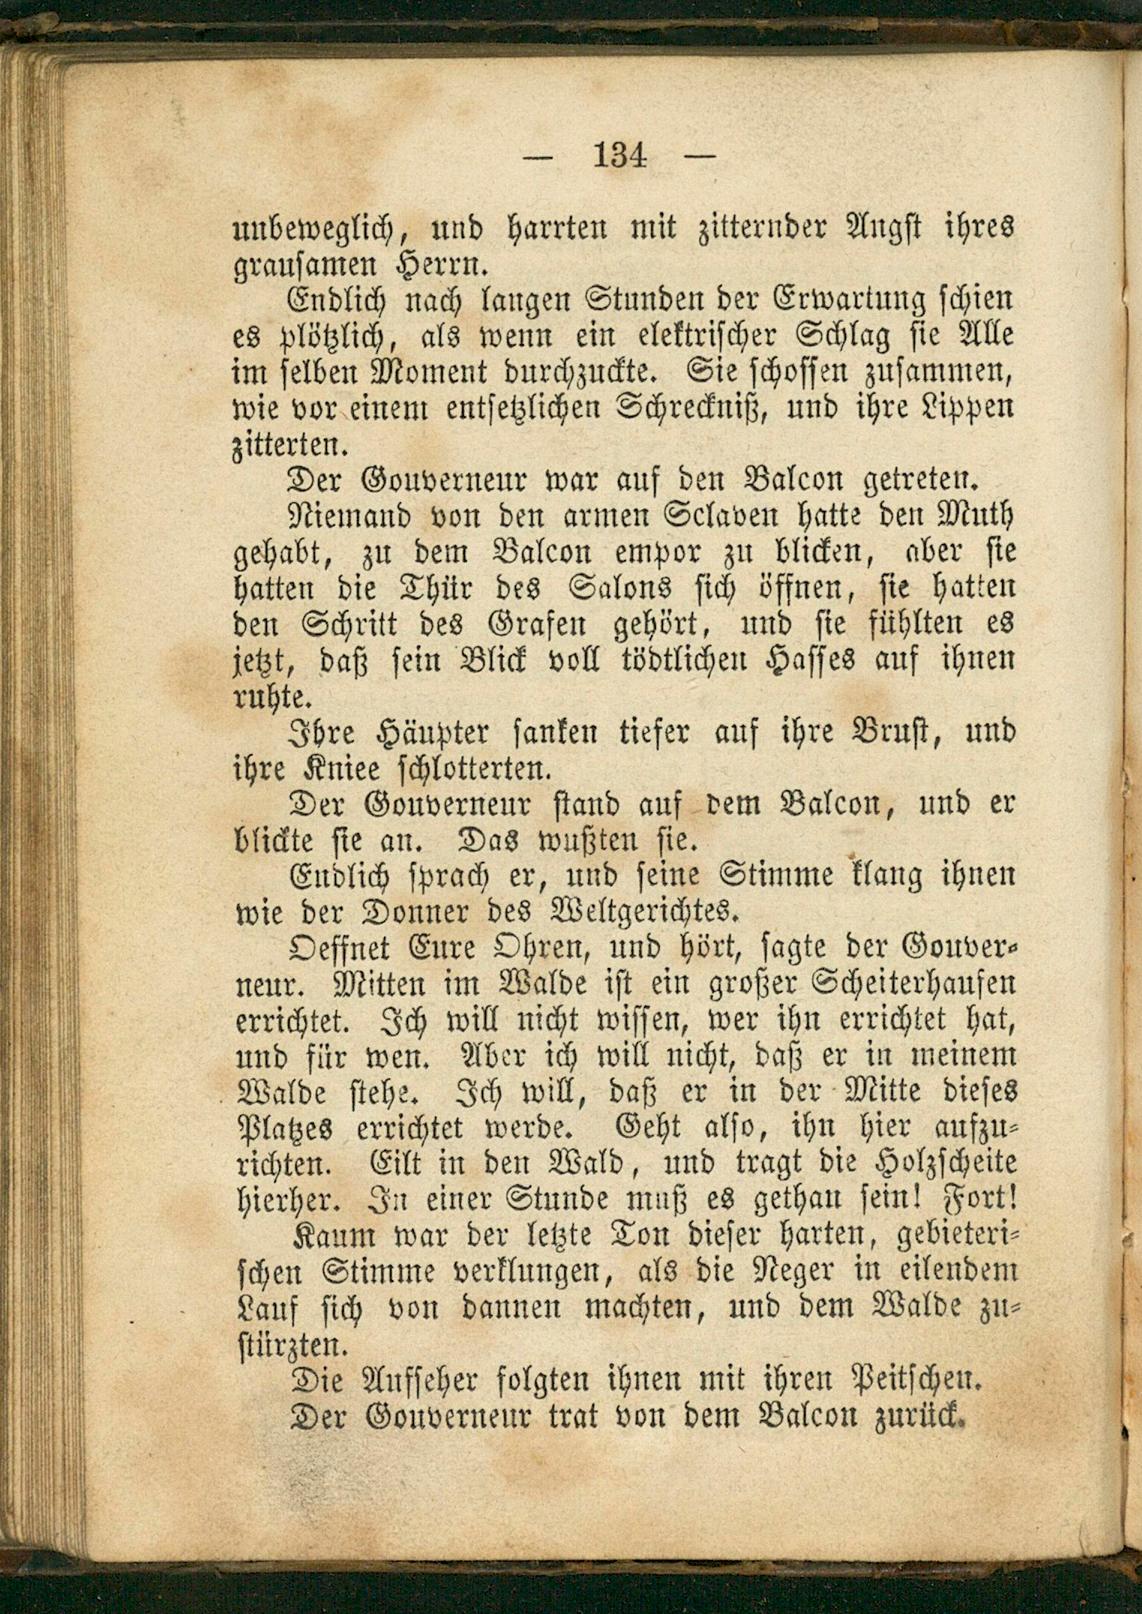 — 134 —
unbeweglich, und harrten mit zitternder Angst ihres
grausamen Herrn.
Endlich nach langen Stunden der Erwartung schien
es plötzlich, als wenn ein elektrischer Schlag sie Alle
im selben Moment durchzuckte. Sie schossen zusammen,
wie vor einem entsetzlichen Schreckniß, und ihre Lippen
zitterten.
Der Gouverneur war auf den Balcon getreten.
Niemand von den armen Sclaven hatte den Muth
gehabt, zu dem Balcon empor zu blicken, aber sie
hatten die Thür des Salons sich öffnen, sie hatten
den Schritt des Grafen gehört, und sie fühlten es
jetzt, daß sein Blick voll tödtlichen Hasses auf ihnen
ruhte.
Ihre Häupter sanken tiefer auf ihre Brust, und
ihre Kniee schlotterten.
Der Gouverneur stand auf dem Balcon, und er
blickte sie an. Das wußten sie.
Endlich sprach er, und seine Stimme klang ihnen
wie der Donner des Weltgerichtes.
Oeffnet Eure Ohren, und hört, sagte der Gouver-
neur. Mitten im Walde ist ein großer Scheiterhaufen
errichtet. Ich will nicht wissen, wer ihn errichtet hat,
und für wen. Aber ich will nicht, daß er in meinem
Walde stehe. Ich will, daß er in der Mitte dieses
Platzes errichtet werde. Geht also, ihn hier aufzu-
richten. Eilt in den Wald, und tragt die Holzscheite
hierher. In einer Stunde muß es gethan sein! Fort!
Kaum war der letzte Ton dieser harten, gebieteri-
schen Stimme verklungen, als die Neger in eilendem
Lauf sich von dannen machten, und dem Walde zu-
stürzten.
Die Aufseher folgten ihnen mit ihren Peitschen.
Der Gouverneur trat von dem Balcon zurück.